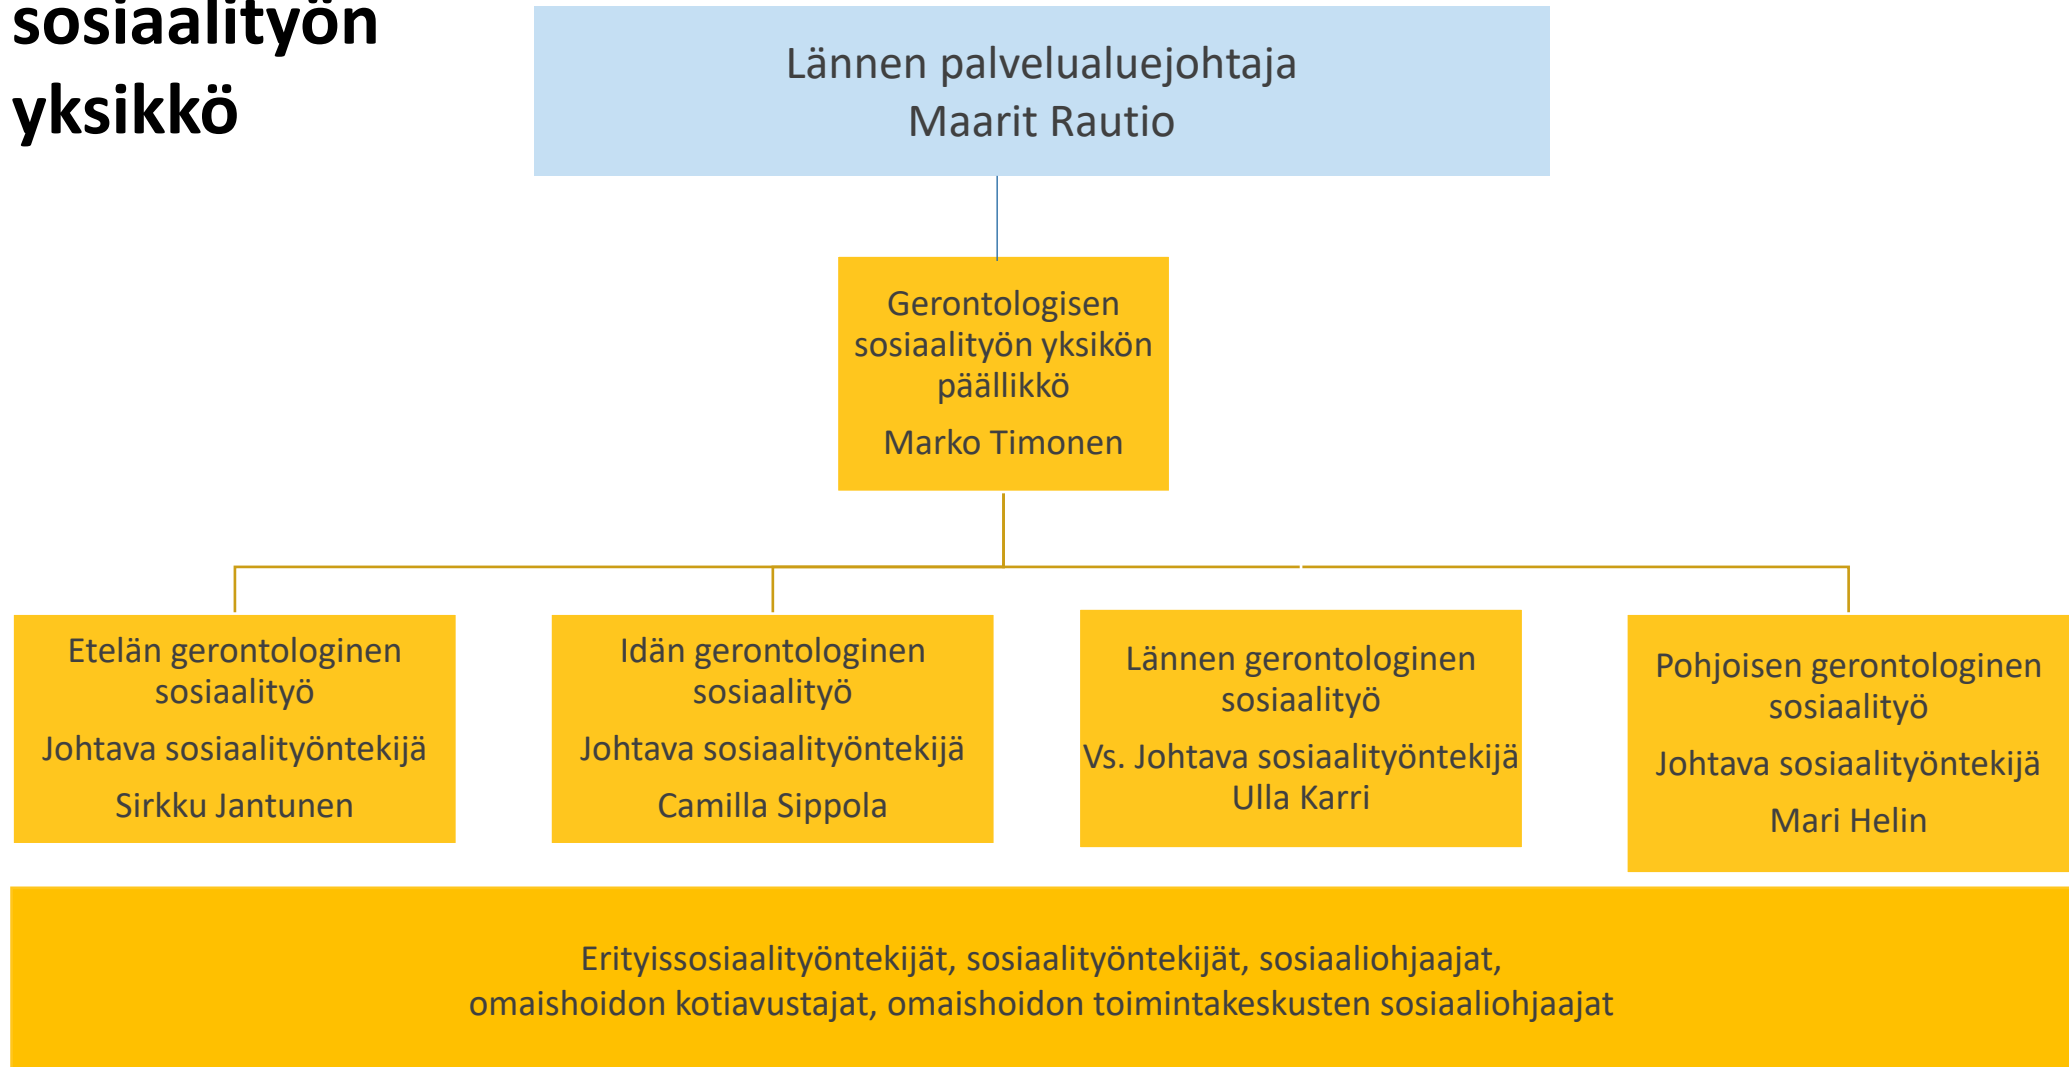 sosiaalityön
yksikkö
Lännen palvelualuejohtaja
Maarit Rautio
Gerontologisen
sosiaalityön yksikön
päällikkö
Marko Timonen
Etelän gerontologinen
sosiaalityö
Johtava sosiaalityöntekijä
Sirkku Jantunen
Idän gerontologinen
sosiaalityö
Johtava sosiaalityöntekijä
Camilla Sippola
Lännen gerontologinen
sosiaalityö
Vs. Johtava sosiaalityöntekijä
Ulla Karri
Pohjoisen gerontologinen
sosiaalityö
Johtava sosiaalityöntekijä
Mari Helin
Erityissosiaalityöntekijät, sosiaalityöntekijät, sosiaaliohjaajat,
omaishoidon kotiavustajat, omaishoidon toimintakeskusten sosiaaliohjaajat